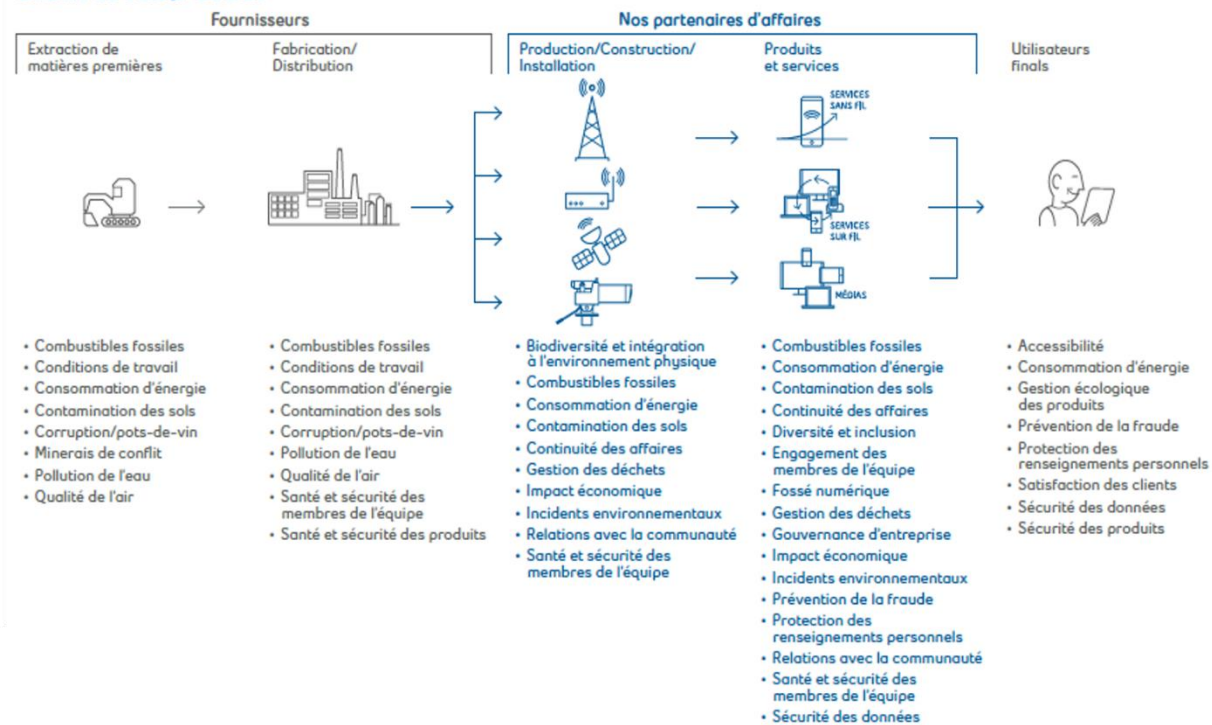 Fournisseurs
Nos partenaires d'affaires
Extraction de
matières premières
Fabrication/
Distribution
Production/Construction/
Installation
Produits
et services
Utilisateurs
finals
SERVICES
SANS FIL
SERVICES
SUR FIL
MÉDIAS
• Combustibles fossiles
• Conditions de travail
• Consommation d'énergie
• Contamination des sols
• Corruption/pots-de-vin
• Minerais de conflit
• Pollution de l'eau
• Qualité de l'air
• Combustibles fossiles
• Conditions de travail
• Consommation d'énergie
• Contamination des sols
• Corruption/pots-de-vin
• Pollution de l'eau
• Qualité de l'air
• Santé et sécurité des
membres de l'équipe
• Santé et sécurité des produits
• Biodiversité et intégration
à l'environnement physique
• Combustibles fossiles
• Consommation d'énergie
• Contamination des sols
• Continuité des affaires
• Gestion des déchets
• Impact économique
• Incidents environnementaux
• Relations avec la communauté
• Santé et sécurité des
membres de l'équipe
• Combustibles fossiles
• Consommation d'énergie
• Contamination des sols
• Continuité des affaires
• Diversité et inclusion
• Engagement des
membres de l'équipe
• Fossé numérique
• Gestion des déchets
• Gouvernance d'entreprise
• Impact économique
• Incidents environnementaux
• Prévention de la fraude
• Protection des
renseignements personnels
• Relations avec la communauté
• Santé et sécurité des
membres de l'équipe
• Sécurité des données
• Accessibilité
• Consommation d'énergie
• Gestion écologique
des produits
• Prévention de la fraude
• Protection des
renseignements personnels
• Satisfaction des clients
• Sécurité des données
• Sécurité des produits